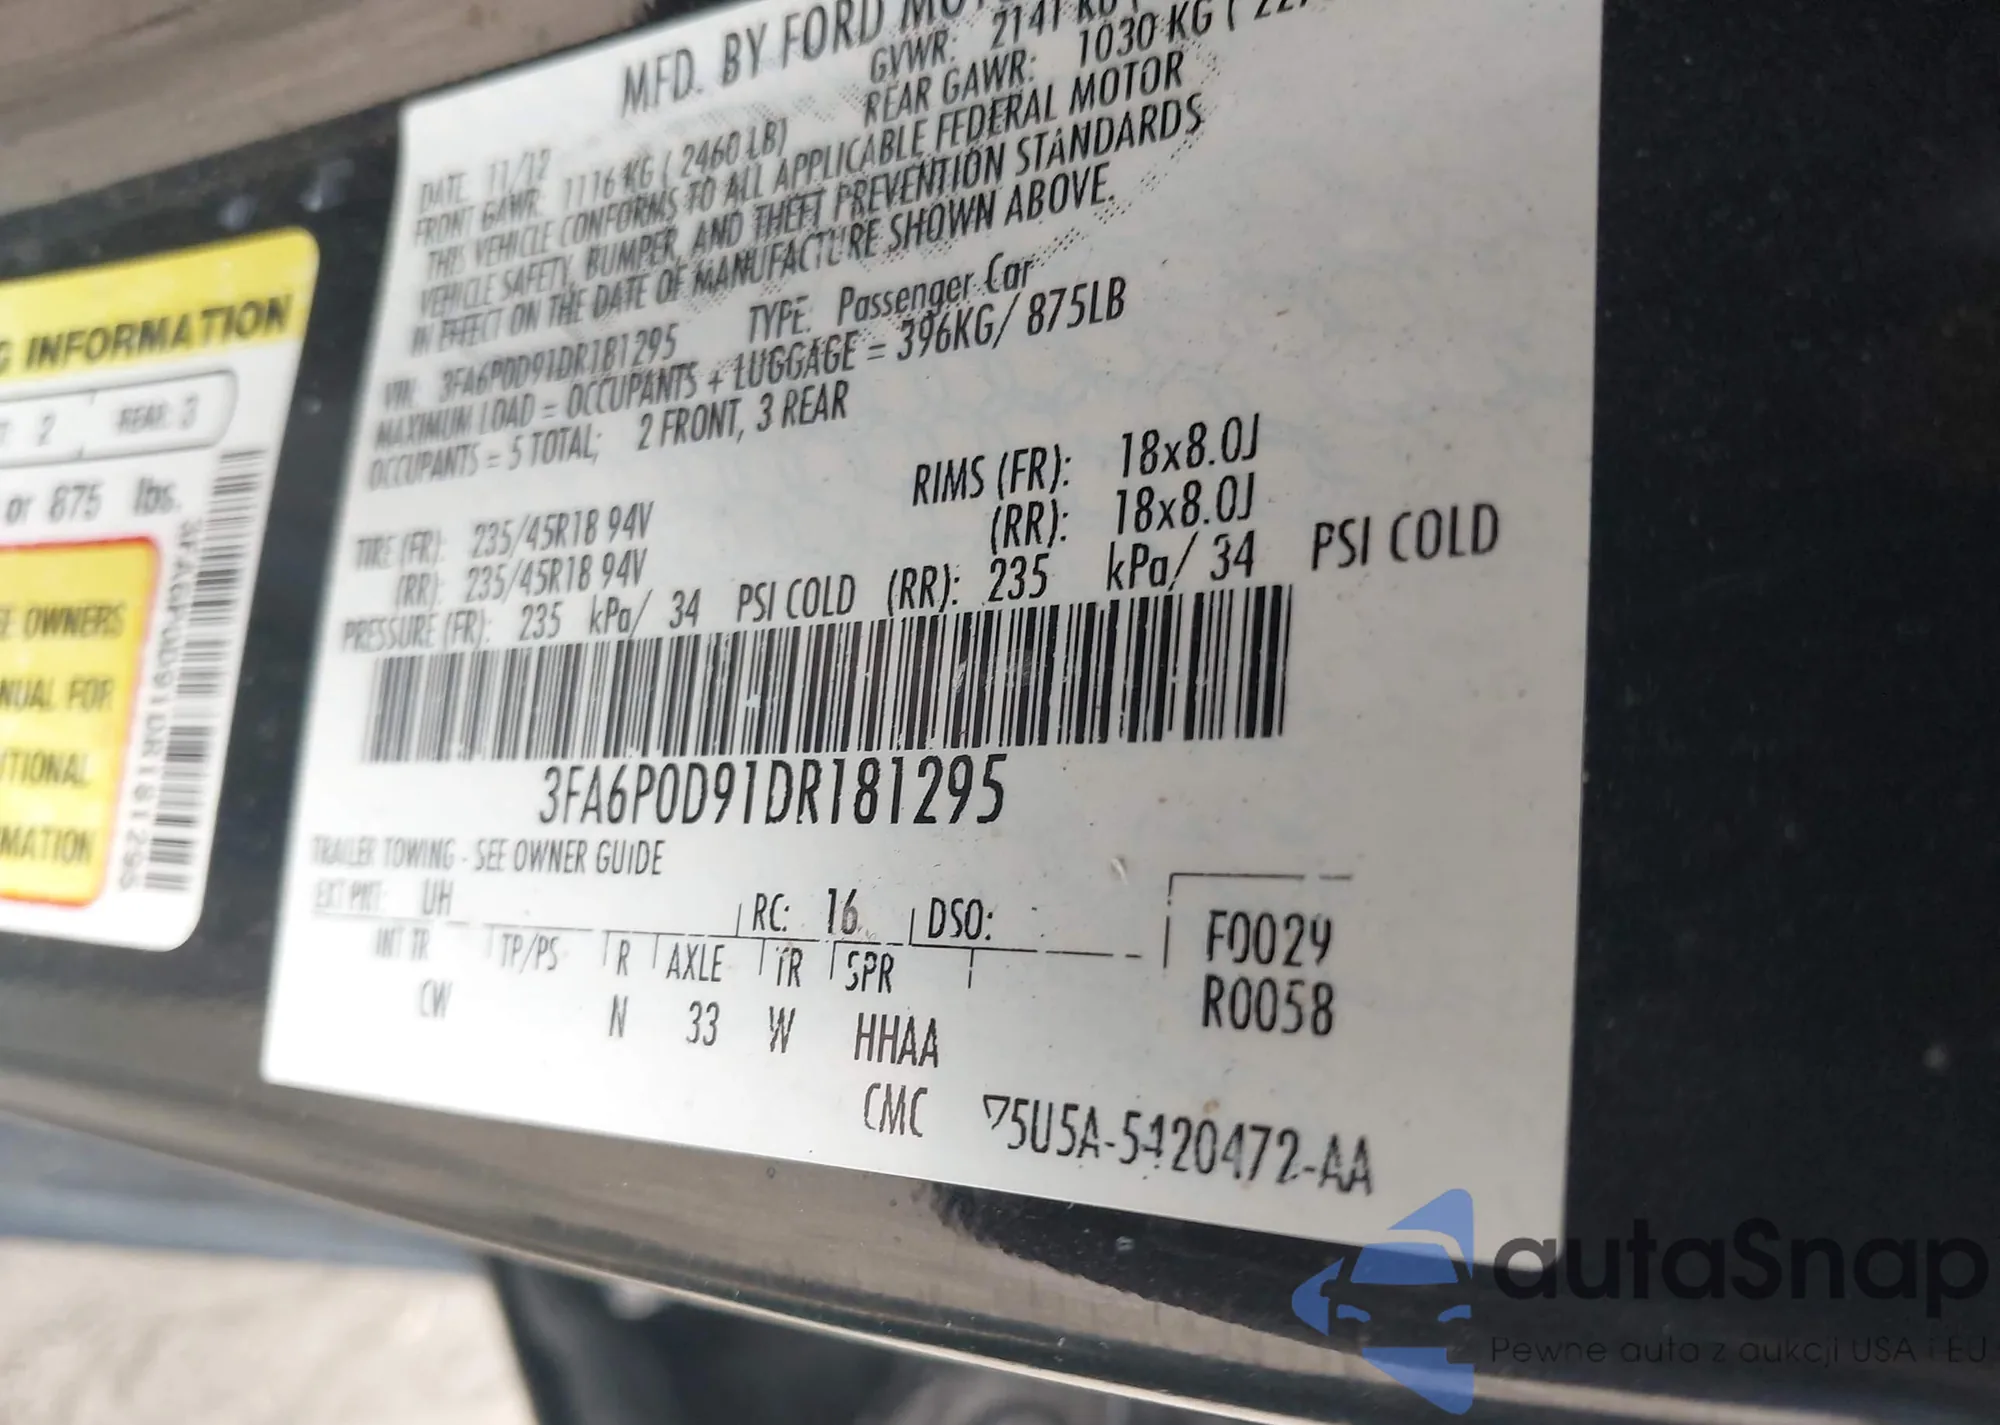 MFD. BY FORD
GVWR: 2141 KG
DATE: 11/12
FRONT GAWR: 1116 KG ( 2460 LB) REAR GAWR: 1030 KG (
THIS VEHICLE CONFORMS TO ALL APPLICABLE FEDERAL MOTOR
VEHICLE SAFETY, BUMPER, AND THEFT PREVENTION STANDARDS
IN EFFECT ON THE DATE OF MANUFACTURE SHOWN ABOVE.
VIN: 3FA6P0D91DR181295 TYPE: Passenger Car
MAXIMUM LOAD = OCCUPANTS + LUGGAGE = 396KG/ 875LB
OCCUPANTS = 5 TOTAL; 2 FRONT, 3 REAR
RIMS (FR): 18x8.0J
TIRE (FR): 235/45R18 94V (RR): 18x8.0J
(RR): 235/45R18 94V
PRESSURE (FR): 235 kPa/ 34 PSI COLD (RR): 235 kPa/ 34 PSI COLD
3FA6P0D91DR181295
TRAILER TOWING - SEE OWNER GUIDE
EXT PNT: UH RC: 16 DSO: F0029
INT TR TP/PS R AXLE TR SPR R0058
CW N 33 W HHAA
CMC 5U5A-5420472-AA
G INFORMATION
2 REAR: 3
or 875 lbs.
OWNERS
FOR
3FA6P0D91DR181295
autaSnap
Pewne auta z aukcji USA i EU